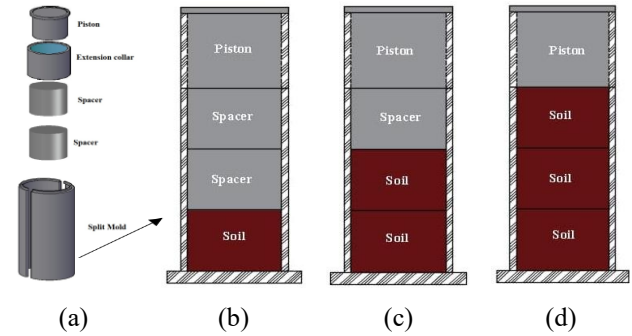 Piston
Extension collar
Spacer
Spacer
Split Mold
Piston
Spacer
Spacer
Soil
Piston
Spacer
Soil
Soil
Piston
Soil
Soil
Soil
(a)
(b)
(c)
(d)